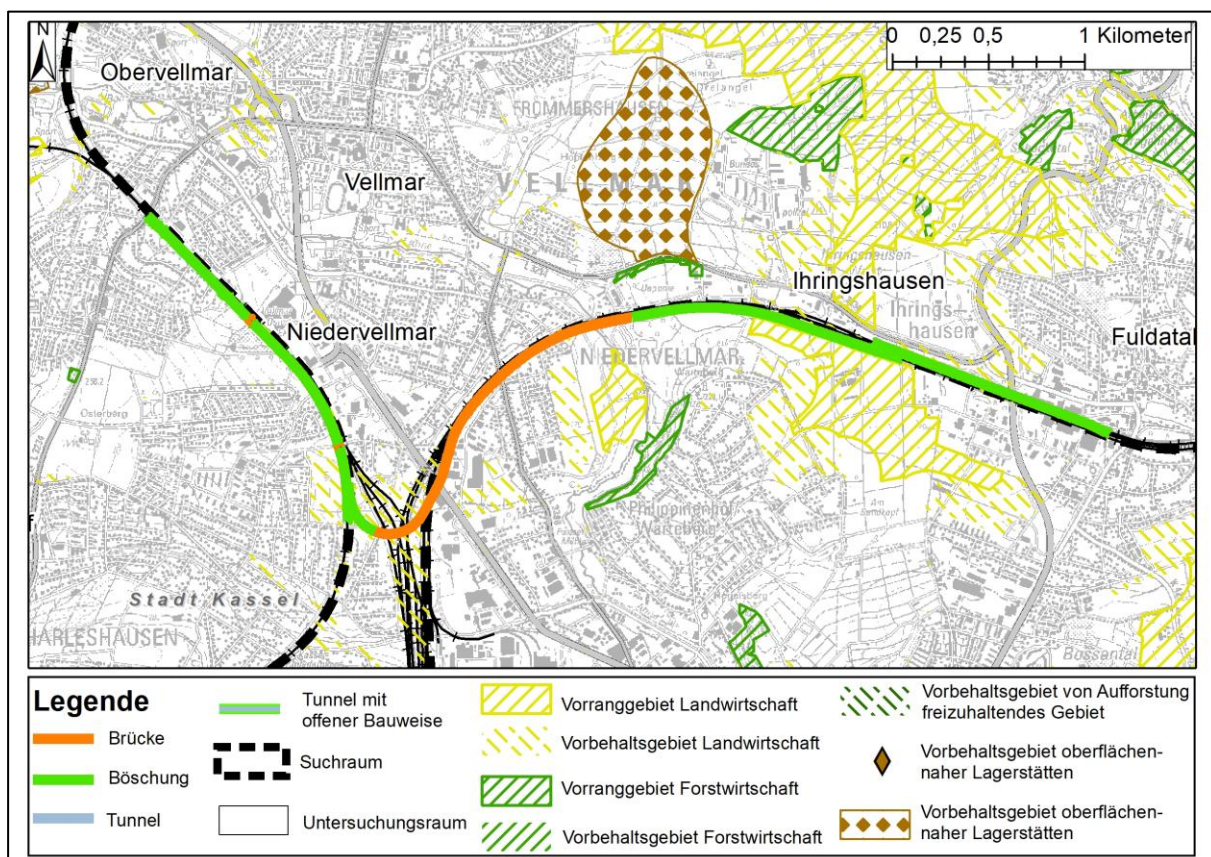 N
0 0,25 0,5 1 Kilometer
Obervellmar
FROMMERSHAUSEN
Vellmar
VELLMAR
Ihringshausen
Ihrings-
hausen
Niedervellmar
NIEDERVELLMAR
Fuldatal
Osterberg
Philippinenhof
Warteberg
Stadt Kassel
HARLESHAUSEN
Bossental
Legende
Brücke
Böschung
Tunnel
Tunnel mit
offener Bauweise
Suchraum
Untersuchungsraum
Vorranggebiet Landwirtschaft
Vorbehaltsgebiet Landwirtschaft
Vorranggebiet Forstwirtschaft
Vorbehaltsgebiet Forstwirtschaft
Vorbehaltsgebiet von Aufforstung
freizuhaltendes Gebiet
Vorbehaltsgebiet oberflächen-
naher Lagerstätten
Vorbehaltsgebiet oberflächen-
naher Lagerstätten